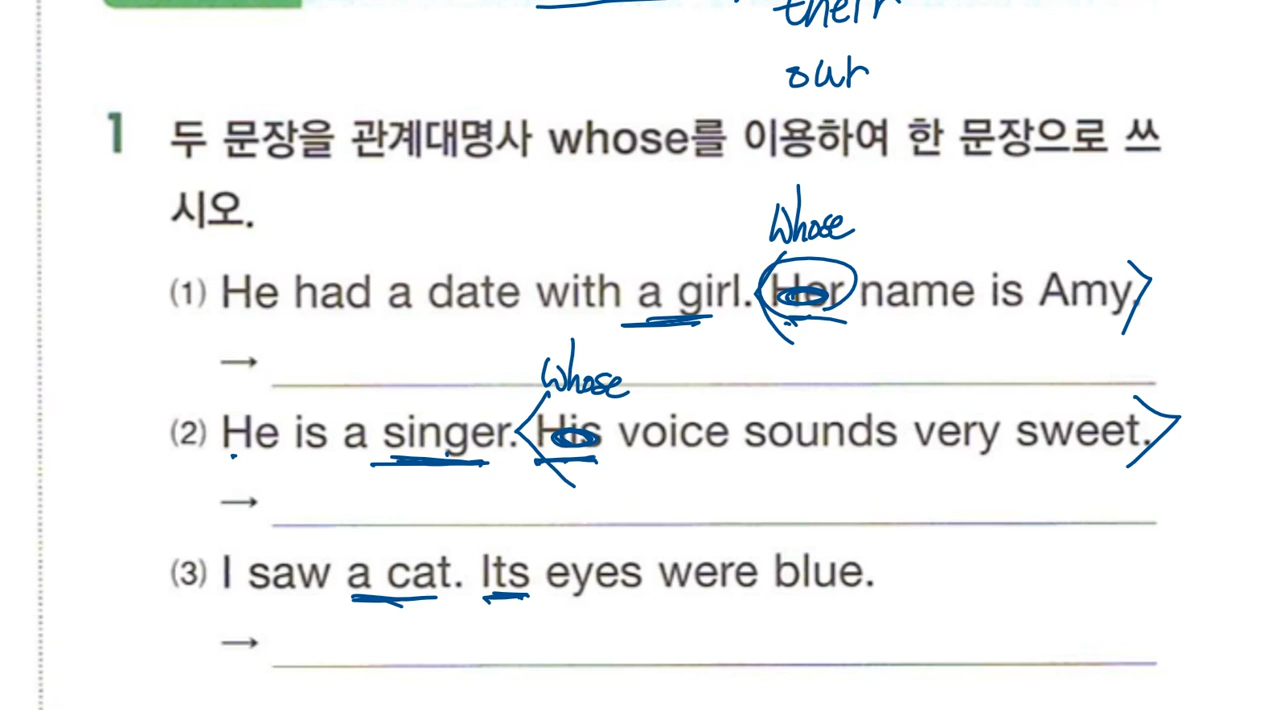 their
our
1 두 문장을 관계대명사 whose를 이용하여 한 문장으로 쓰
시오.
Whose
(1) He had a date with a girl. Her name is Amy.
→
Whose
(2) He is a singer. His voice sounds very sweet.
→
(3) I saw a cat. Its eyes were blue.
→